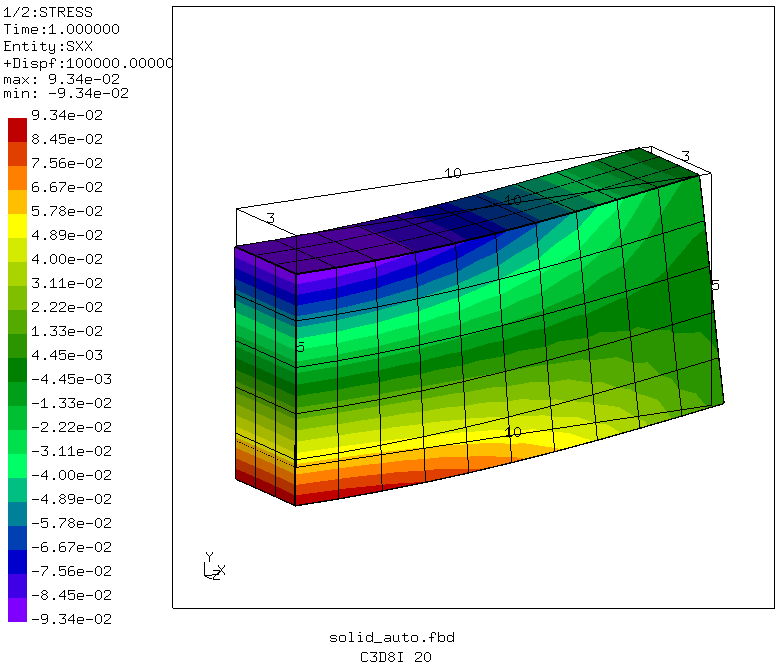 1/2:STRESS
Time:1.000000
Entity:SXX
+Dispf:100000.00000
max: 9.34e-02
min: -9.34e-02
9.34e-02
8.45e-02
7.56e-02
6.67e-02
5.78e-02
4.89e-02
4.00e-02
3.11e-02
2.22e-02
1.33e-02
4.45e-03
-4.45e-03
-1.33e-02
-2.22e-02
-3.11e-02
-4.00e-02
-4.89e-02
-5.78e-02
-6.67e-02
-7.56e-02
-8.45e-02
-9.34e-02
3
10
3
10
5
5
10
Y
X
Z
solid_auto.fbd
C3D8I 20